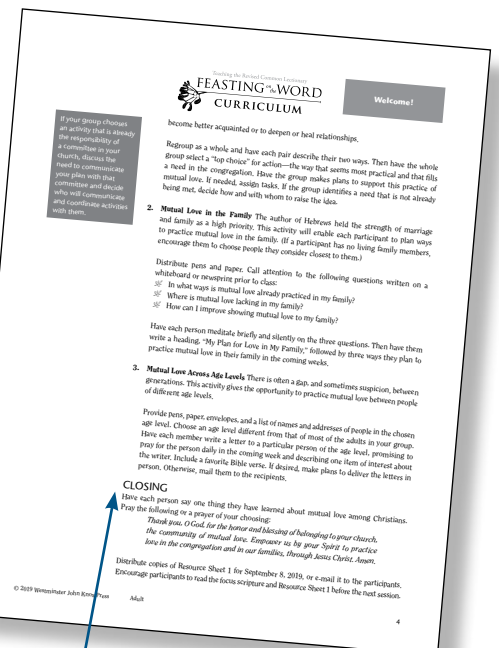 Teaching the Revised Common Lectionary
FEASTING on the WORD
CURRICULUM
Welcome!
If your group chooses
an activity that is already
the responsibility of
a committee in your
church, discuss the
need to communicate
your plan with that
committee and decide
who will communicate
and coordinate activities
with them.
become better acquainted or to deepen or heal relationships.
Regroup as a whole and have each pair describe their two ways. Then have the whole
group select a “top choice” for action—the way that seems most practical and that fills
a need in the congregation. Have the group makes plans to support this practice of
mutual love. If needed, assign tasks. If the group identifies a need that is not already
being met, decide how and with whom to raise the idea.
2. Mutual Love in the Family The author of Hebrews held the strength of marriage
and family as a high priority. This activity will enable each participant to plan ways
to practice mutual love in the family. (If a participant has no living family members,
encourage them to choose people they consider closest to them.)
Distribute pens and paper. Call attention to the following questions written on a
whiteboard or newsprint prior to class:
In what ways is mutual love already practiced in my family?
Where is mutual love lacking in my family?
How can I improve showing mutual love to my family?
Have each person meditate briefly and silently on the three questions. Then have them
write a heading, “My Plan for Love in My Family,” followed by three ways they plan to
practice mutual love in their family in the coming weeks.
3. Mutual Love Across Age Levels There is often a gap, and sometimes suspicion, between
generations. This activity gives the opportunity to practice mutual love between people
of different age levels.
Provide pens, paper, envelopes, and a list of names and addresses of people in the chosen
age level. Choose an age level different from that of most of the adults in your group.
Have each member write a letter to a particular person of the age level, promising to
pray for the person daily in the coming week and describing one item of interest about
the writer. Include a favorite Bible verse. If desired, make plans to deliver the letters in
person. Otherwise, mail them to the recipients.
CLOSING
Have each person say one thing they have learned about mutual love among Christians.
Pray the following or a prayer of your choosing:
Thank you, O God, for the honor and blessing of belonging to your church,
the community of mutual love. Empower us by your Spirit to practice
love in the congregation and in our families, through Jesus Christ. Amen.
Distribute copies of Resource Sheet 1 for September 8, 2019, or e-mail it to the participants.
Encourage participants to read the focus scripture and Resource Sheet 1 before the next session.
© 2019 Westminster John Knox Press
Adult
4